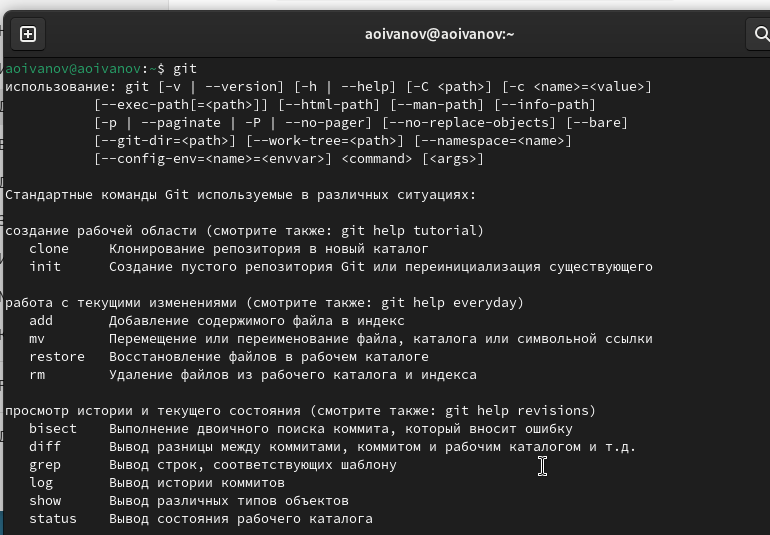 aoivanov@aoivanov:~
aoivanov@aoivanov:~$ git
использование: git [-v | --version] [-h | --help] [-C <path>] [-c <name>=<value>]
[--exec-path[=<path>]] [--html-path] [--man-path] [--info-path]
[-p | --paginate | -P | --no-pager] [--no-replace-objects] [--bare]
[--git-dir=<path>] [--work-tree=<path>] [--namespace=<name>]
[--config-env=<name>=<envvar>] <command> [<args>]
Стандартные команды Git используемые в различных ситуациях:
создание рабочей области (смотрите также: git help tutorial)
clone Клонирование репозитория в новый каталог
init Создание пустого репозитория Git или переинициализация существующего
работа с текущими изменениями (смотрите также: git help everyday)
add Добавление содержимого файла в индекс
mv Перемещение или переименование файла, каталога или символьной ссылки
restore Восстановление файлов в рабочем каталоге
rm Удаление файлов из рабочего каталога и индекса
просмотр истории и текущего состояния (смотрите также: git help revisions)
bisect Выполнение двоичного поиска коммита, который вносит ошибку
diff Вывод разницы между коммитами, коммитом и рабочим каталогом и т.д.
grep Вывод строк, соответствующих шаблону
log Вывод истории коммитов
show Вывод различных типов объектов
status Вывод состояния рабочего каталога